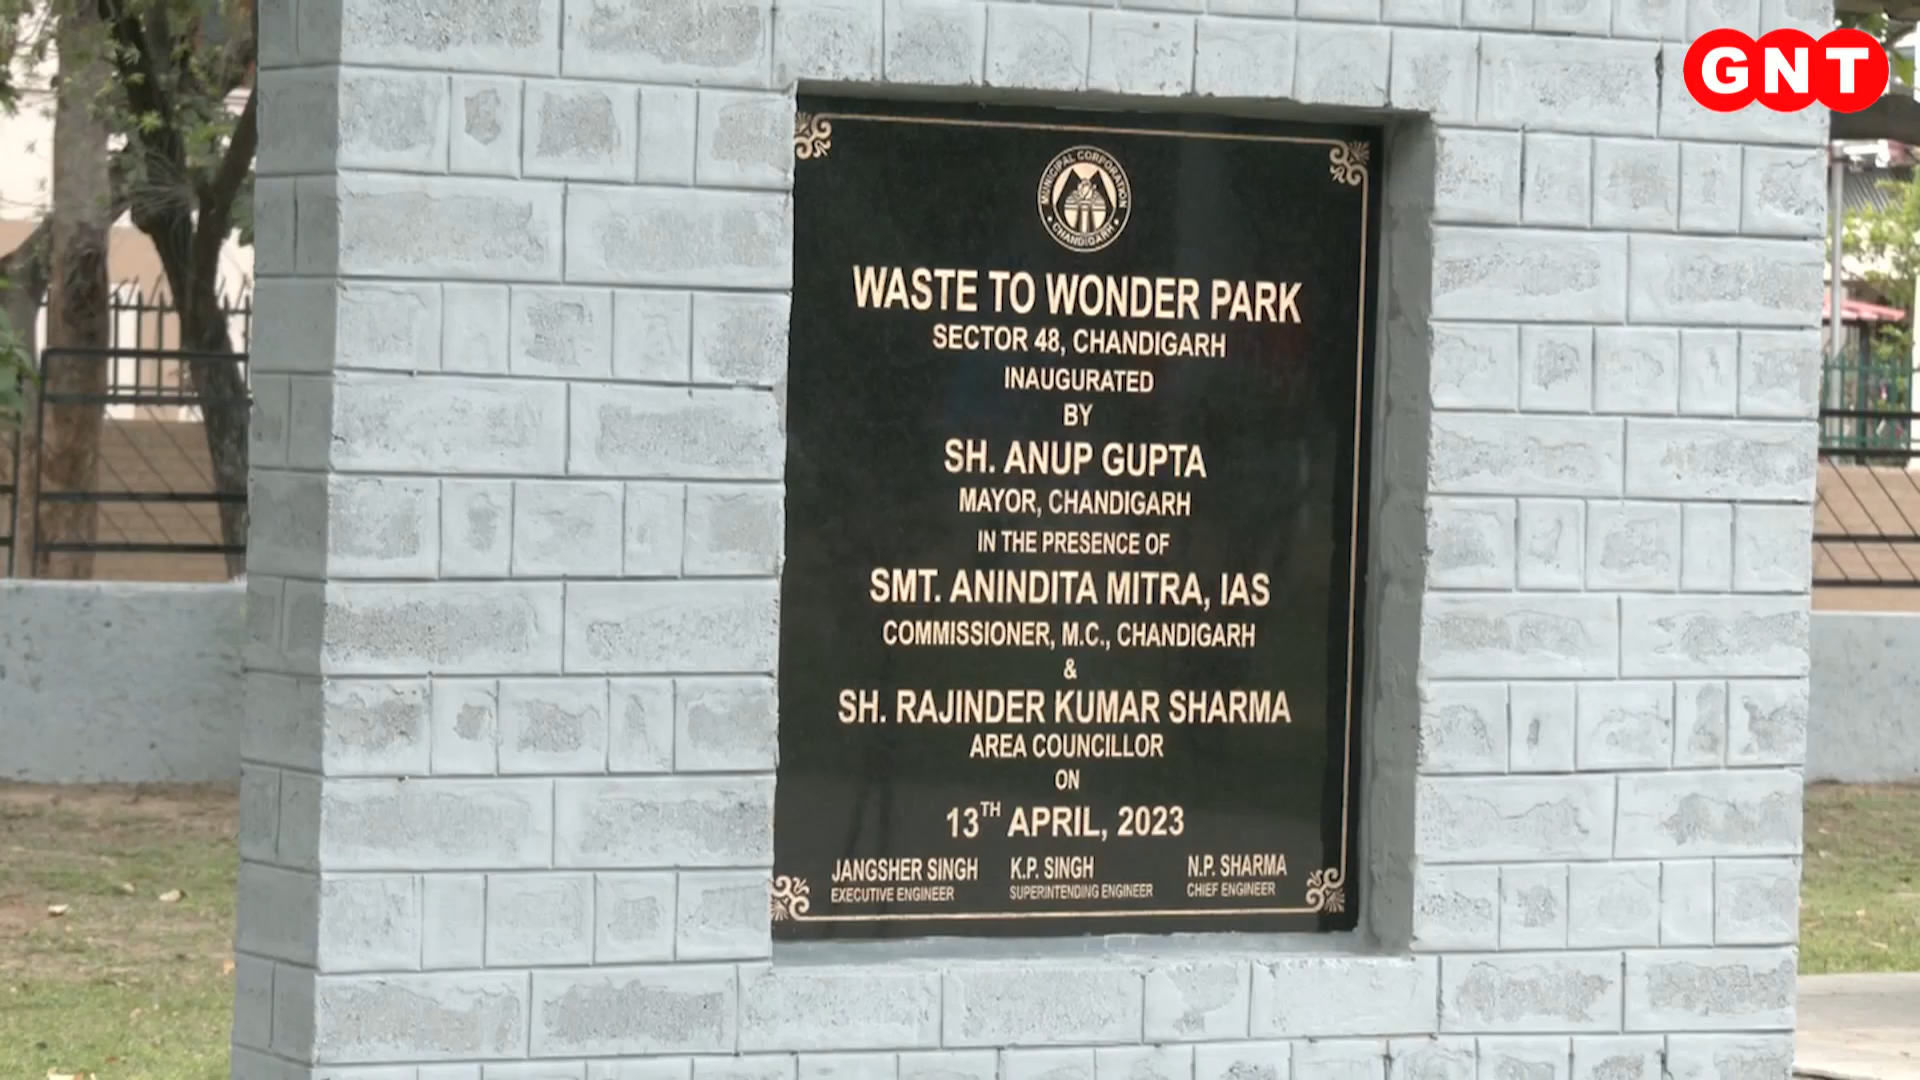 GNT
MUNICIPAL CORPORATION
CHANDIGARH
WASTE TO WONDER PARK
SECTOR 48, CHANDIGARH
INAUGURATED
BY
SH. ANUP GUPTA
MAYOR, CHANDIGARH
IN THE PRESENCE OF
SMT. ANINDITA MITRA, IAS
COMMISSIONER, M.C., CHANDIGARH
&
SH. RAJINDER KUMAR SHARMA
AREA COUNCILLOR
ON
13TH APRIL, 2023
JANGSHER SINGH K.P. SINGH N.P. SHARMA
EXECUTIVE ENGINEER SUPERINTENDING ENGINEER CHIEF ENGINEER